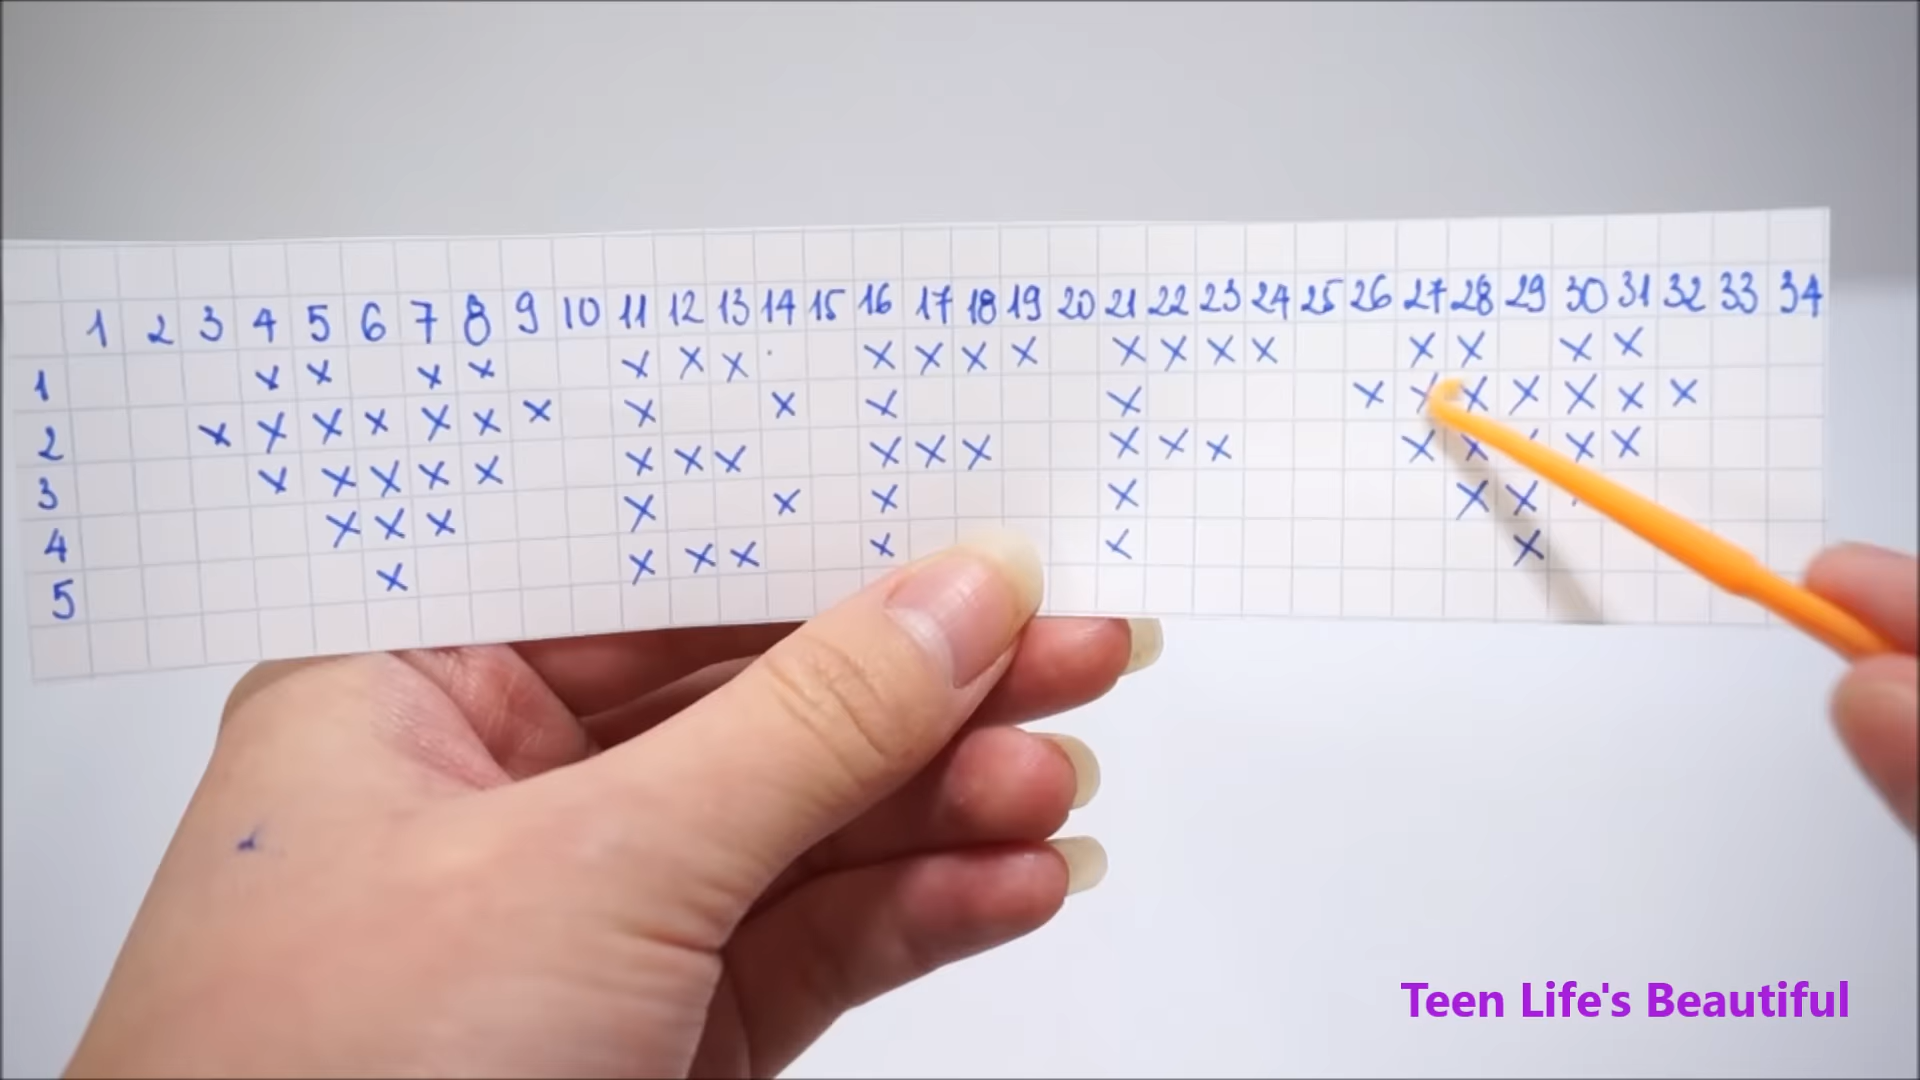 1 2 3 4 5 6 7 8 9 10 11 12 13 14 15 16 17 18 19 20 21 22 23 24 25 26 27 28 29 30 31 32 33 34
1 x x x x x x x x x x x x x x x x x x x
2 x x x x x x x x x x x x x x x x x x
3 x x x x x x x x x x x x x x x x x x
4 x x x x x x x x x
5 x x x x x x x
Teen Life's Beautiful